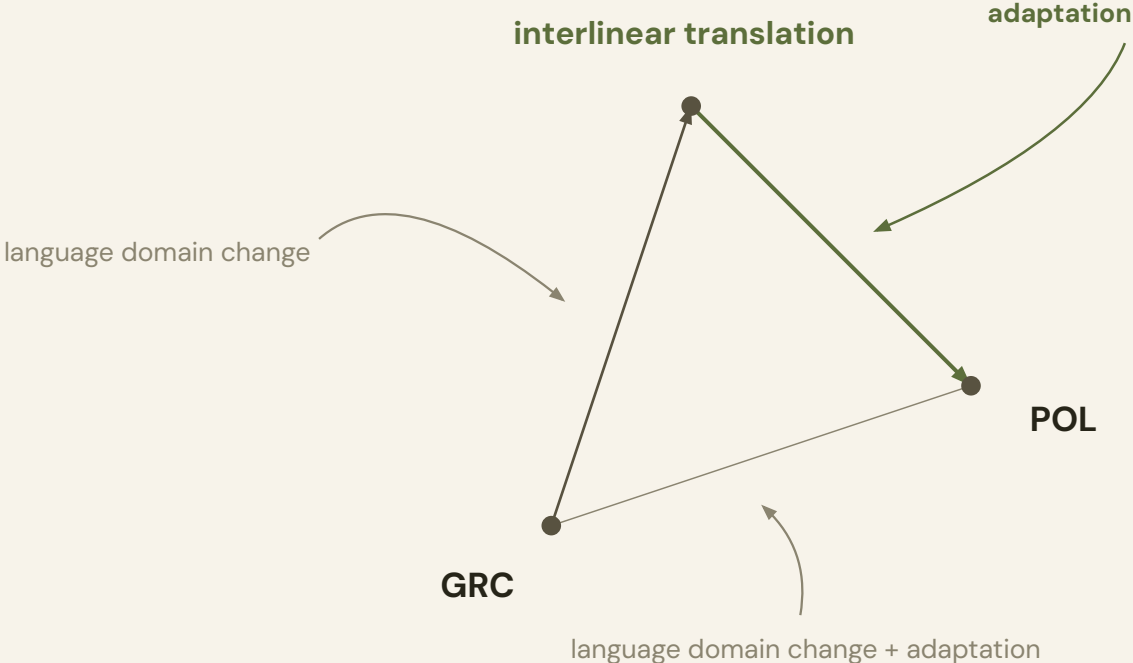 adaptation
interlinear translation
language domain change
POL
GRC
language domain change + adaptation